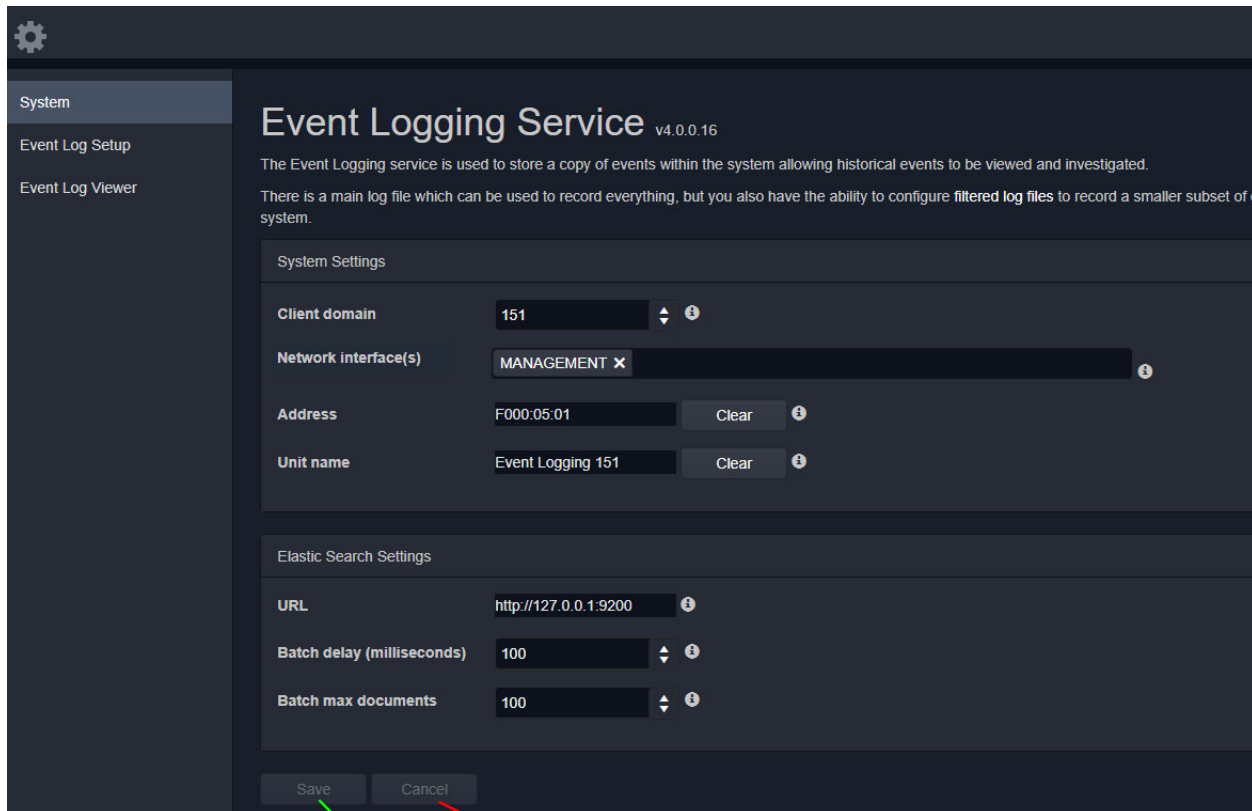 System
Event Log Setup
Event Log Viewer
Event Logging Service v4.0.0.16
The Event Logging service is used to store a copy of events within the system allowing historical events to be viewed and investigated.
There is a main log file which can be used to record everything, but you also have the ability to configure filtered log files to record a smaller subset of
system.
System Settings
Client domain 151
Network interface(s) MANAGEMENT ✕
Address F000:05:01 Clear
Unit name Event Logging 151 Clear
Elastic Search Settings
URL http://127.0.0.1:9200
Batch delay (milliseconds) 100
Batch max documents 100
Save Cancel